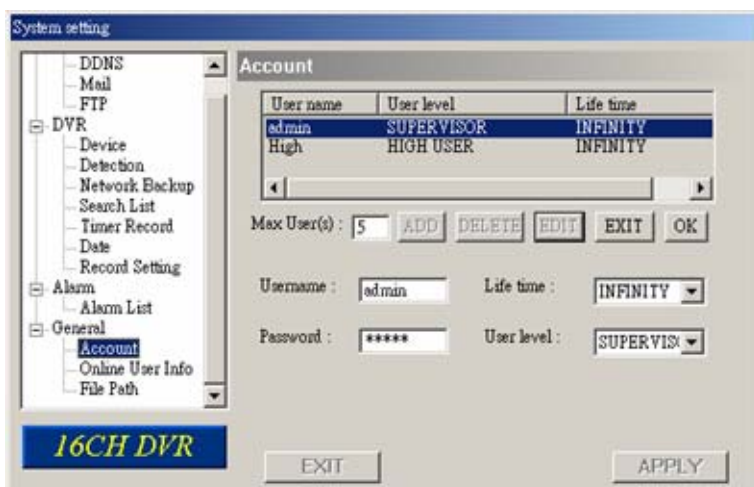 System setting
DDNS
Mail
FTP
DVR
Device
Detection
Network Backup
Search List
Timer Record
Date
Record Setting
Alarm
Alarm List
General
Account
Online User Info
File Path
16CH DVR
Account
User name User level Life time
admin SUPERVISOR INFINITY
High HIGH USER INFINITY
Max User(s) : 5 ADD DELETE EDIT EXIT OK
Username : admin Life time : INFINITY
Password : ***** User level : SUPERVIS
EXIT APPLY